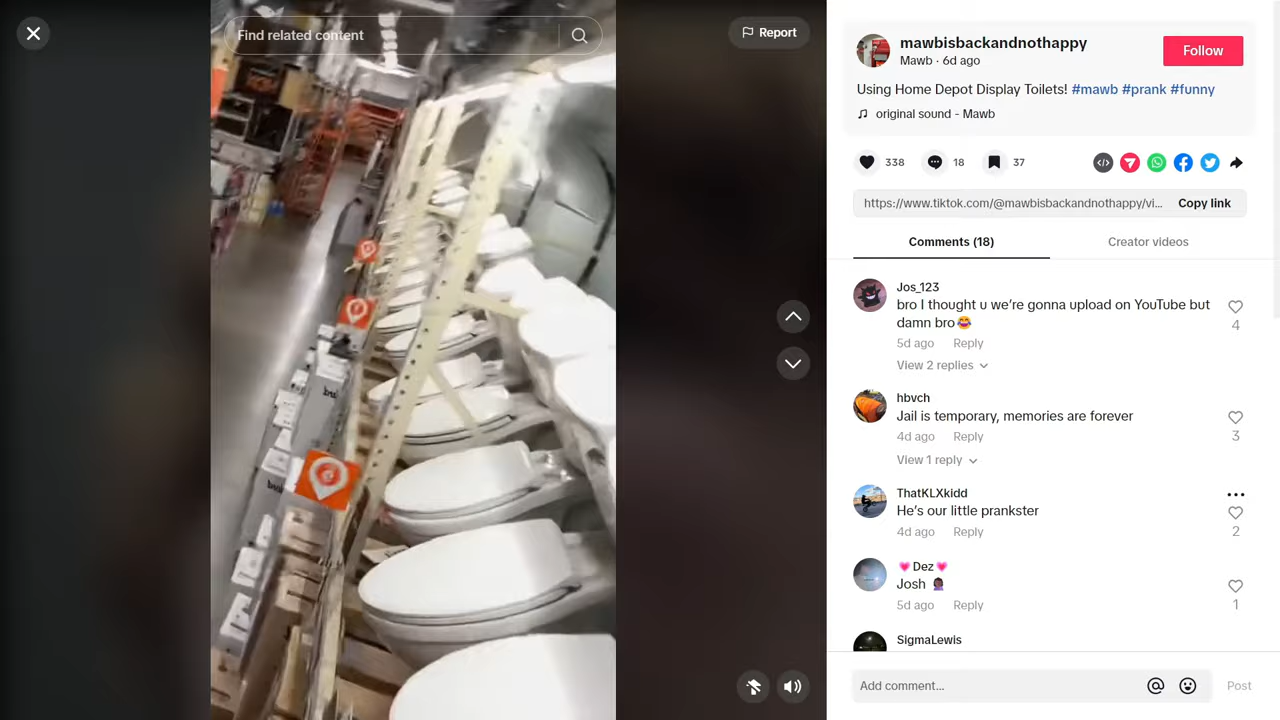 Find related content
Report
mawbisbackandnothappy
Mawb · 6d ago
Follow
Using Home Depot Display Toilets! #mawb #prank #funny
original sound - Mawb
338
18
37
https://www.tiktok.com/@mawbisbackandnothappy/vi...
Copy link
Comments (18)
Creator videos
Jos_123
bro I thought u we’re gonna upload on YouTube but
damn bro😂
4
5d ago Reply
View 2 replies
hbvch
Jail is temporary, memories are forever
3
4d ago Reply
View 1 reply
ThatKLXkidd
He’s our little prankster
4d ago Reply
2
💗Dez💗
Josh 🤦🏿‍♀️
5d ago Reply
1
SigmaLewis
Add comment...
Post